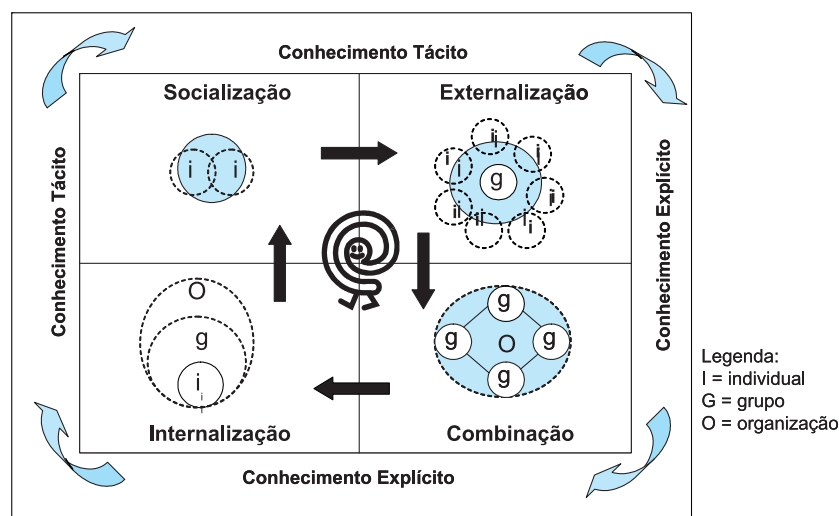 Conhecimento Tácito
Socialização
Externalização
i i
i i i i i i i i i i i i i i
g
Conhecimento Tácito
Conhecimento Explícito
O
g
i i
g
g O g
g
Internalização
Combinação
Conhecimento Explícito
Legenda:
I = individual
G = grupo
O = organização